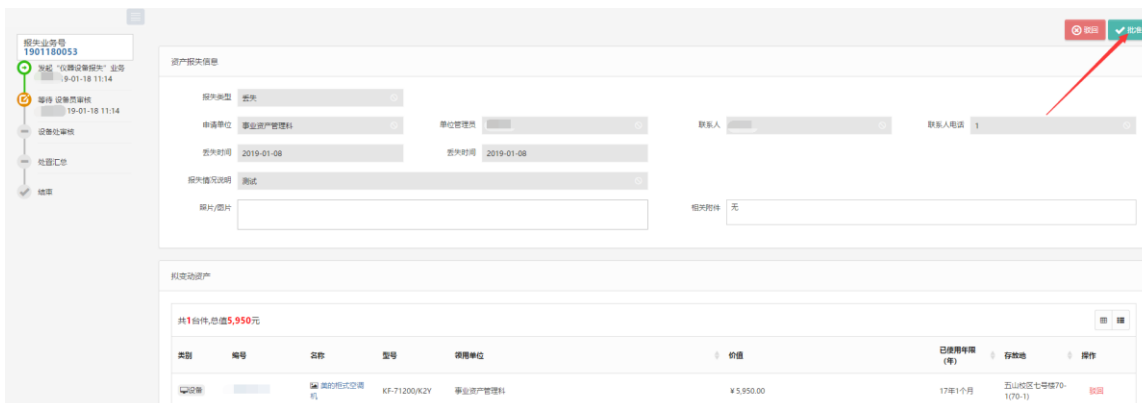 驳回
批准
报失业务号
1901180053
发起“仪器设备报失”业务
19-01-18 11:14
等待 设备员审核
19-01-18 11:14
设备处审核
处置汇总
结束
资产报失信息
报失类型 丢失
申请单位 事业资产管理科 单位管理员 联系人 联系人电话 1
丢失时间 2019-01-08 丢失时间 2019-01-08
报失情况说明 测试
照片/图片 相关附件 无
拟变动资产
共1台件,总值5,950元
类别 编号 名称 型号 领用单位 价值 已使用年限(年) 存放地 操作
设备 美的柜式空调机 KF-71200/K2Y 事业资产管理科 ¥5,950.00 17年1个月 五山校区七号楼70-1(70-1) 驳回